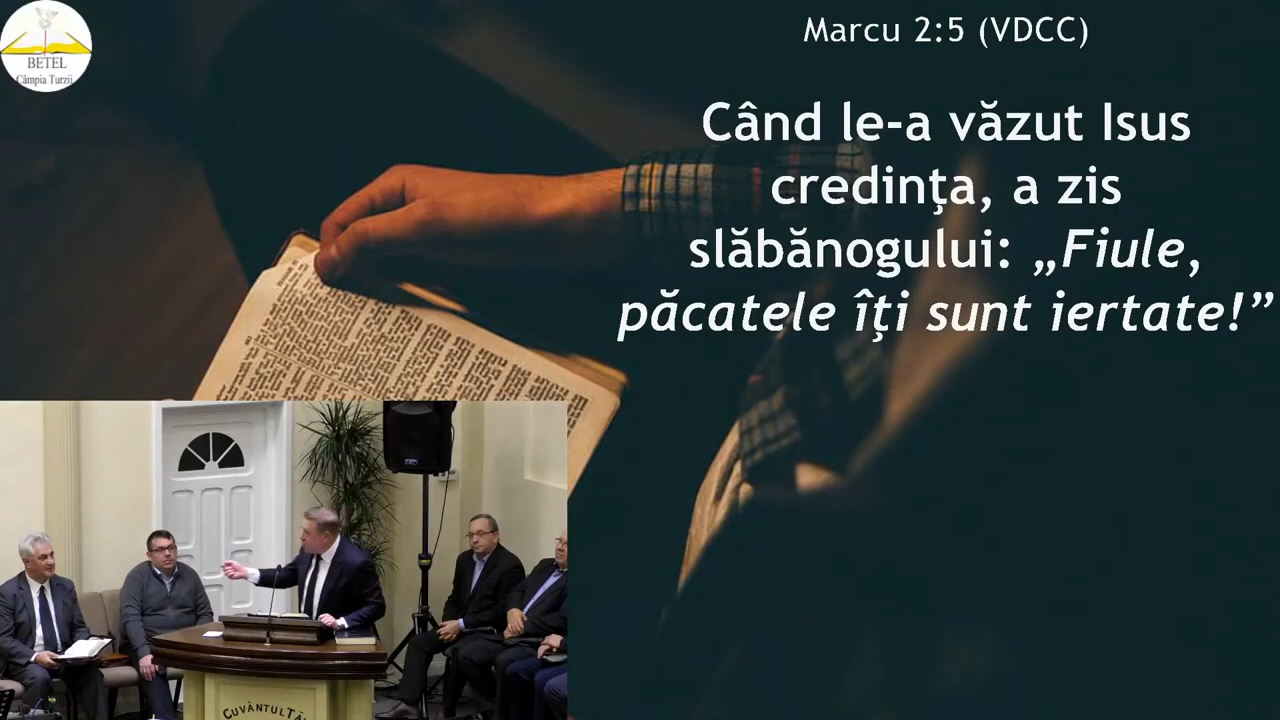 BETEL
Câmpia Turzii
Marcu 2:5 (VDCC)
Când le-a văzut Isus
credința, a zis
slăbănogului: „Fiule,
păcatele îți sunt iertate!”
CUVÂNTUL